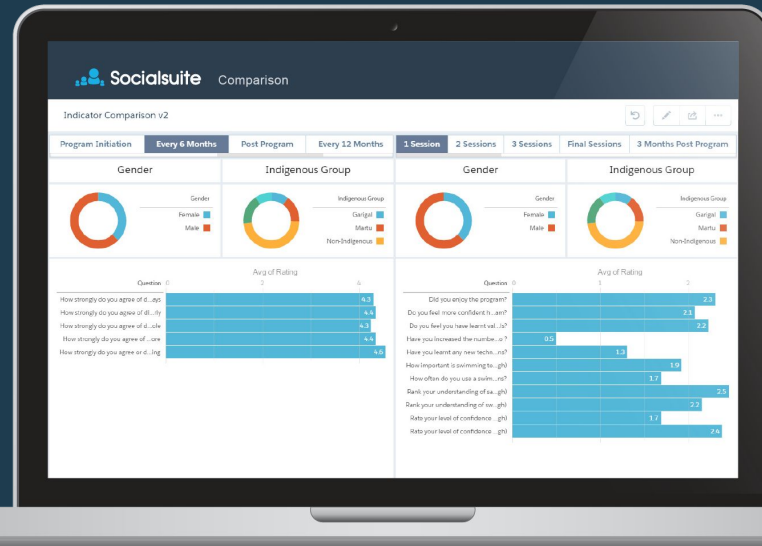 Socialsuite Comparison
Indicator Comparison v2
Program Initiation Every 6 Months Post Program Every 12 Months
1 Session 2 Sessions 3 Sessions Final Sessions 3 Months Post Program
Gender Indigenous Group Gender Indigenous Group
Gender
Female
Male
Indigenous Group
Garigal
Martu
Non-Indigenous
Gender
Female
Male
Indigenous Group
Garigal
Martu
Non-Indigenous
Avg of Rating
Question 0 2 4
How strongly do you agree of d...ays 4.3
How strongly do you agree of di...ity 4.4
How strongly do you agree of d...ole 4.3
How strongly do you agree of ...ore 4.4
How strongly do you agree or d...ing 4.6
Avg of Rating
Question 0 1 2
Did you enjoy the program? 2.3
Do you feel more confident h...am? 2.1
Do you feel you have learnt val...ls? 2.2
Have you increased the numbe...o ? 0.5
Have you learnt any new techn...ns? 1.3
How important is swimming to...gh) 1.9
How often do you use a swim...ns? 1.7
Rank your understanding of sa...gh) 2.5
Rank your understanding of sw...gh) 2.2
Rate your level of confidence ...gh) 1.7
Rate your level of confidence ...gh) 2.4